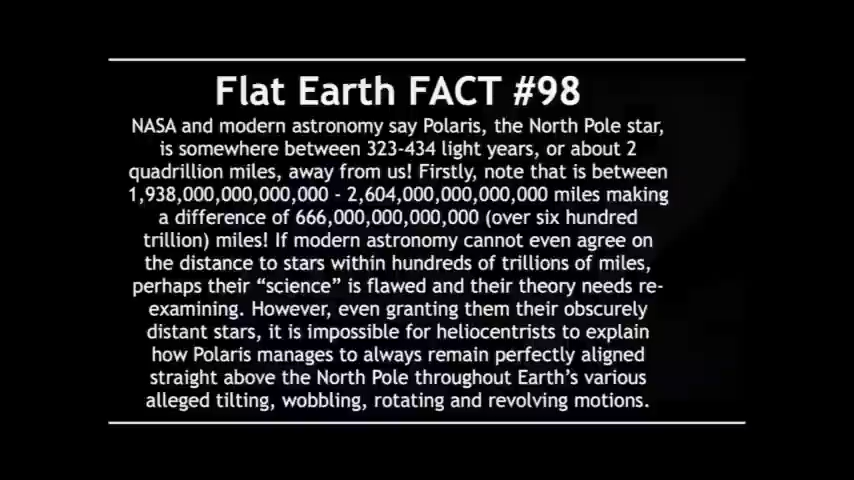 Flat Earth FACT #98
NASA and modern astronomy say Polaris, the North Pole star,
is somewhere between 323-434 light years, or about 2
quadrillion miles, away from us! Firstly, note that is between
1,938,000,000,000,000 - 2,604,000,000,000,000 miles making
a difference of 666,000,000,000,000 (over six hundred
trillion) miles! If modern astronomy cannot even agree on
the distance to stars within hundreds of trillions of miles,
perhaps their “science” is flawed and their theory needs re-
examining. However, even granting them their obscurely
distant stars, it is impossible for heliocentrists to explain
how Polaris manages to always remain perfectly aligned
straight above the North Pole throughout Earth’s various
alleged tilting, wobbling, rotating and revolving motions.